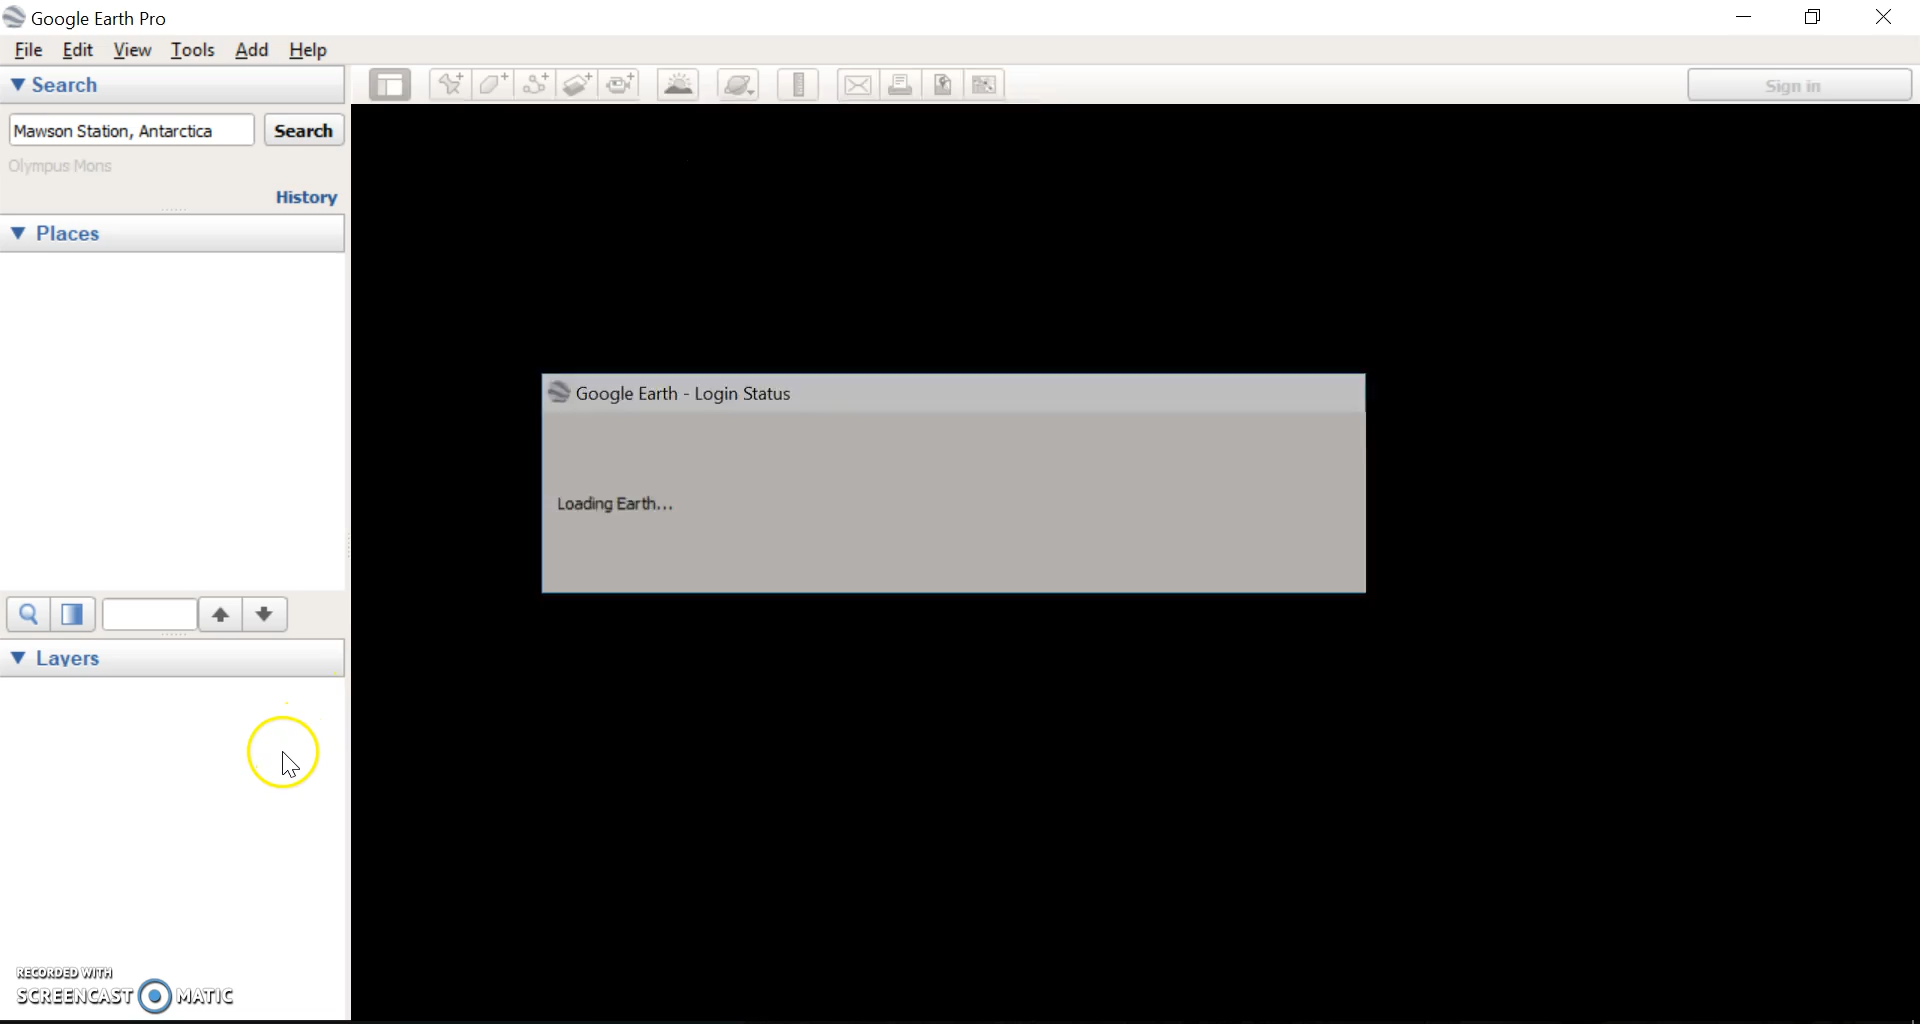 Google Earth Pro
File Edit View Tools Add Help
Search
Sign in
Mawson Station, Antarctica Search
Olympus Mons
History
Places
Google Earth - Login Status
Loading Earth...
Layers
RECORDED WITH
SCREENCAST MATIC